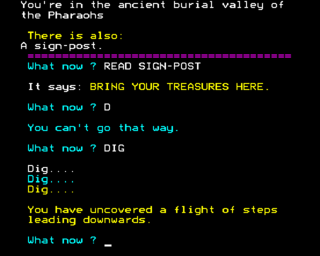 You're in the ancient burial valley of
the Pharaohs
There is also:
A sign-post.
What now ? READ SIGN-POST
It says: BRING YOUR TREASURES HERE.
What now ? D
You can't go that way.
What now ? DIG
Dig....
Dig....
Dig....
You have uncovered a flight of steps
leading downwards.
What now ? _